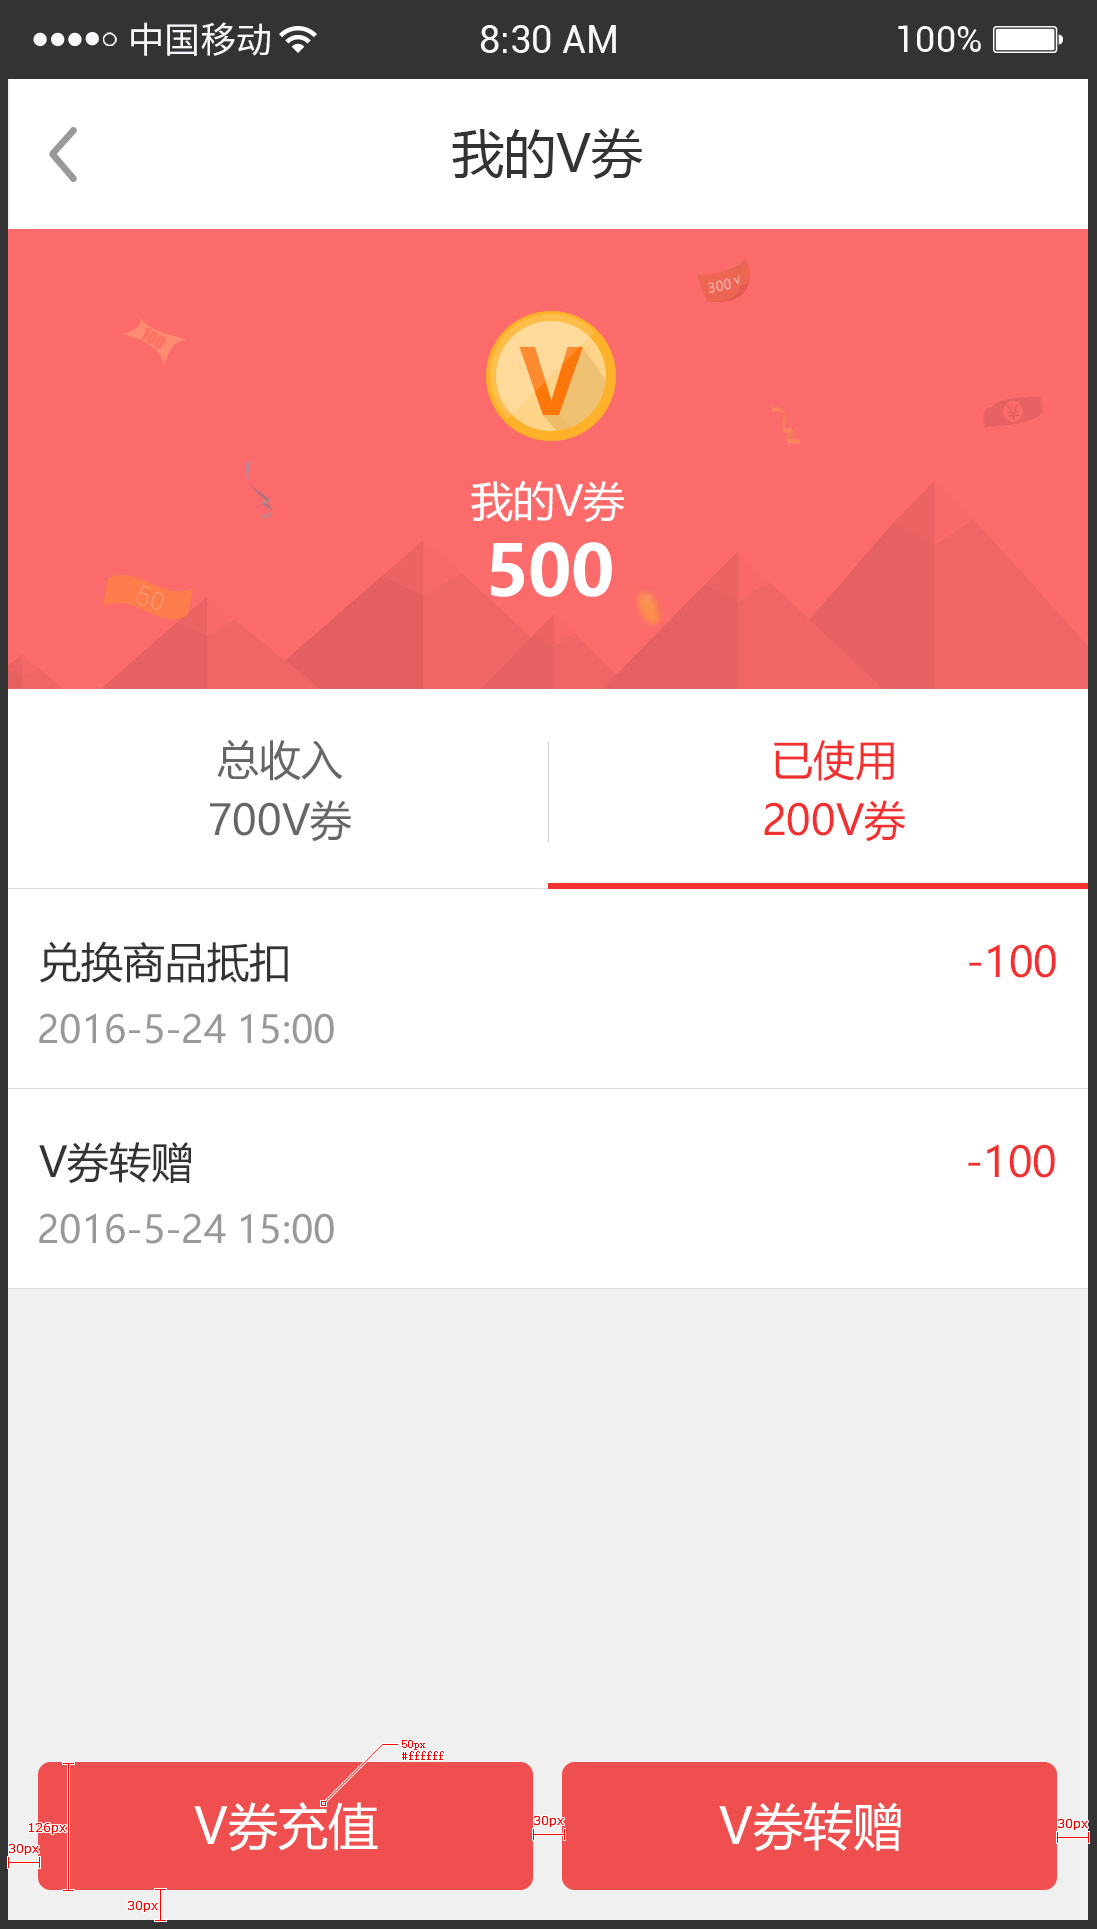 中国移动 8:30 AM 100%
我的V券
300 V
100
¥
V
我的V券
500
50
总收入 已使用
700V券 200V券
兑换商品抵扣 -100
2016-5-24 15:00
V券转赠 -100
2016-5-24 15:00
50px
#ffffff
V券充值 V券转赠
126px
30px
30px
30px
30px